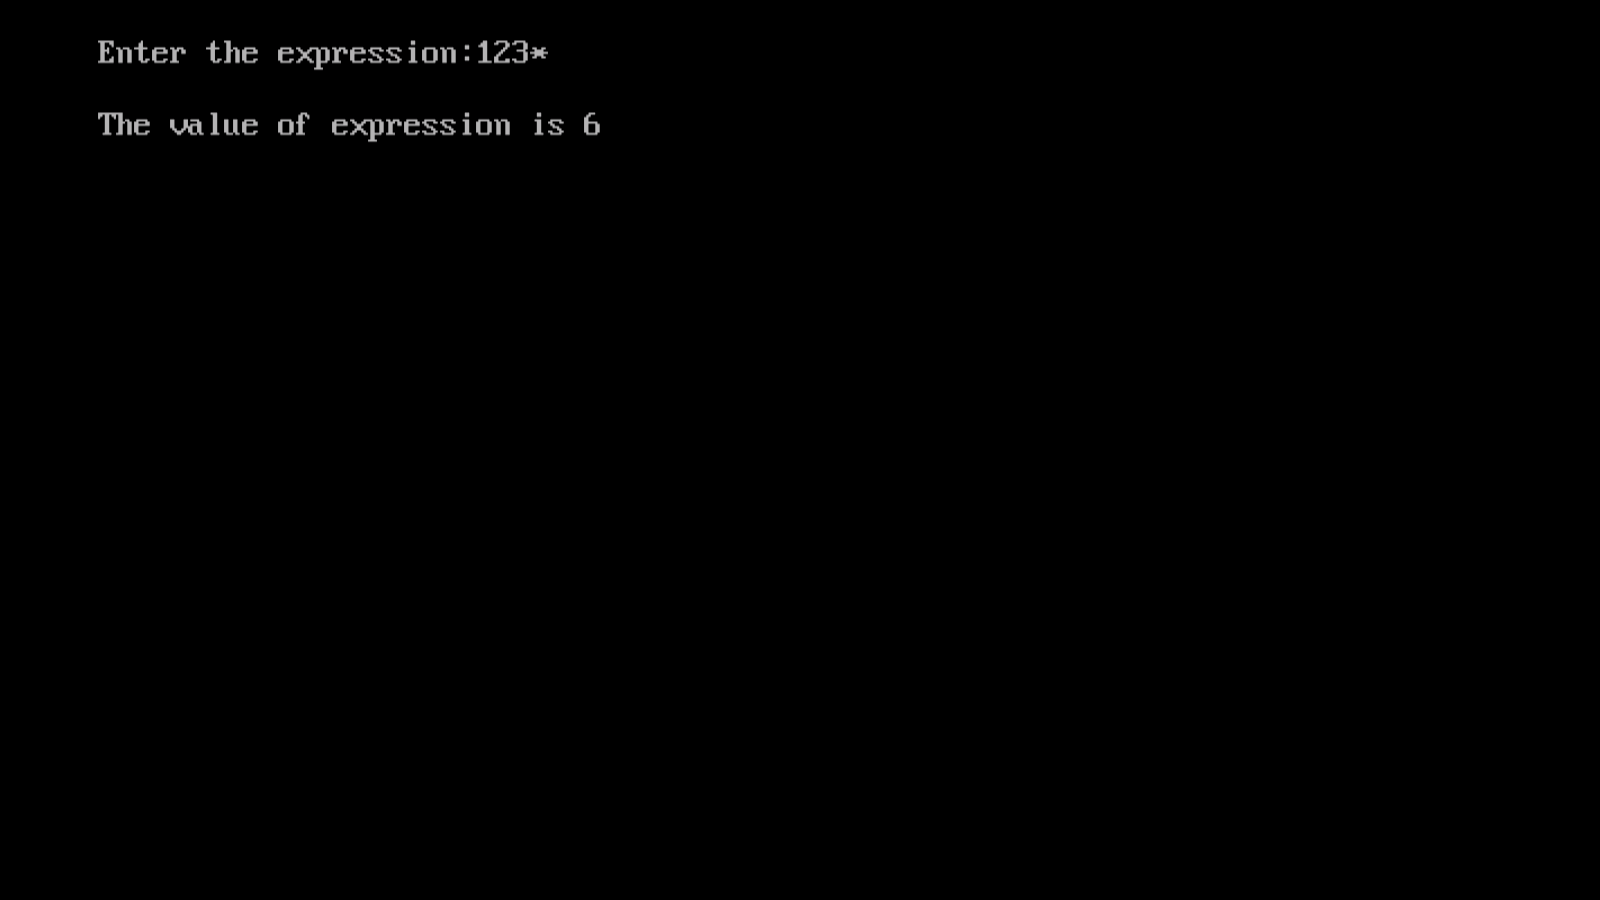 Enter the expression:123*
The value of expression is 6